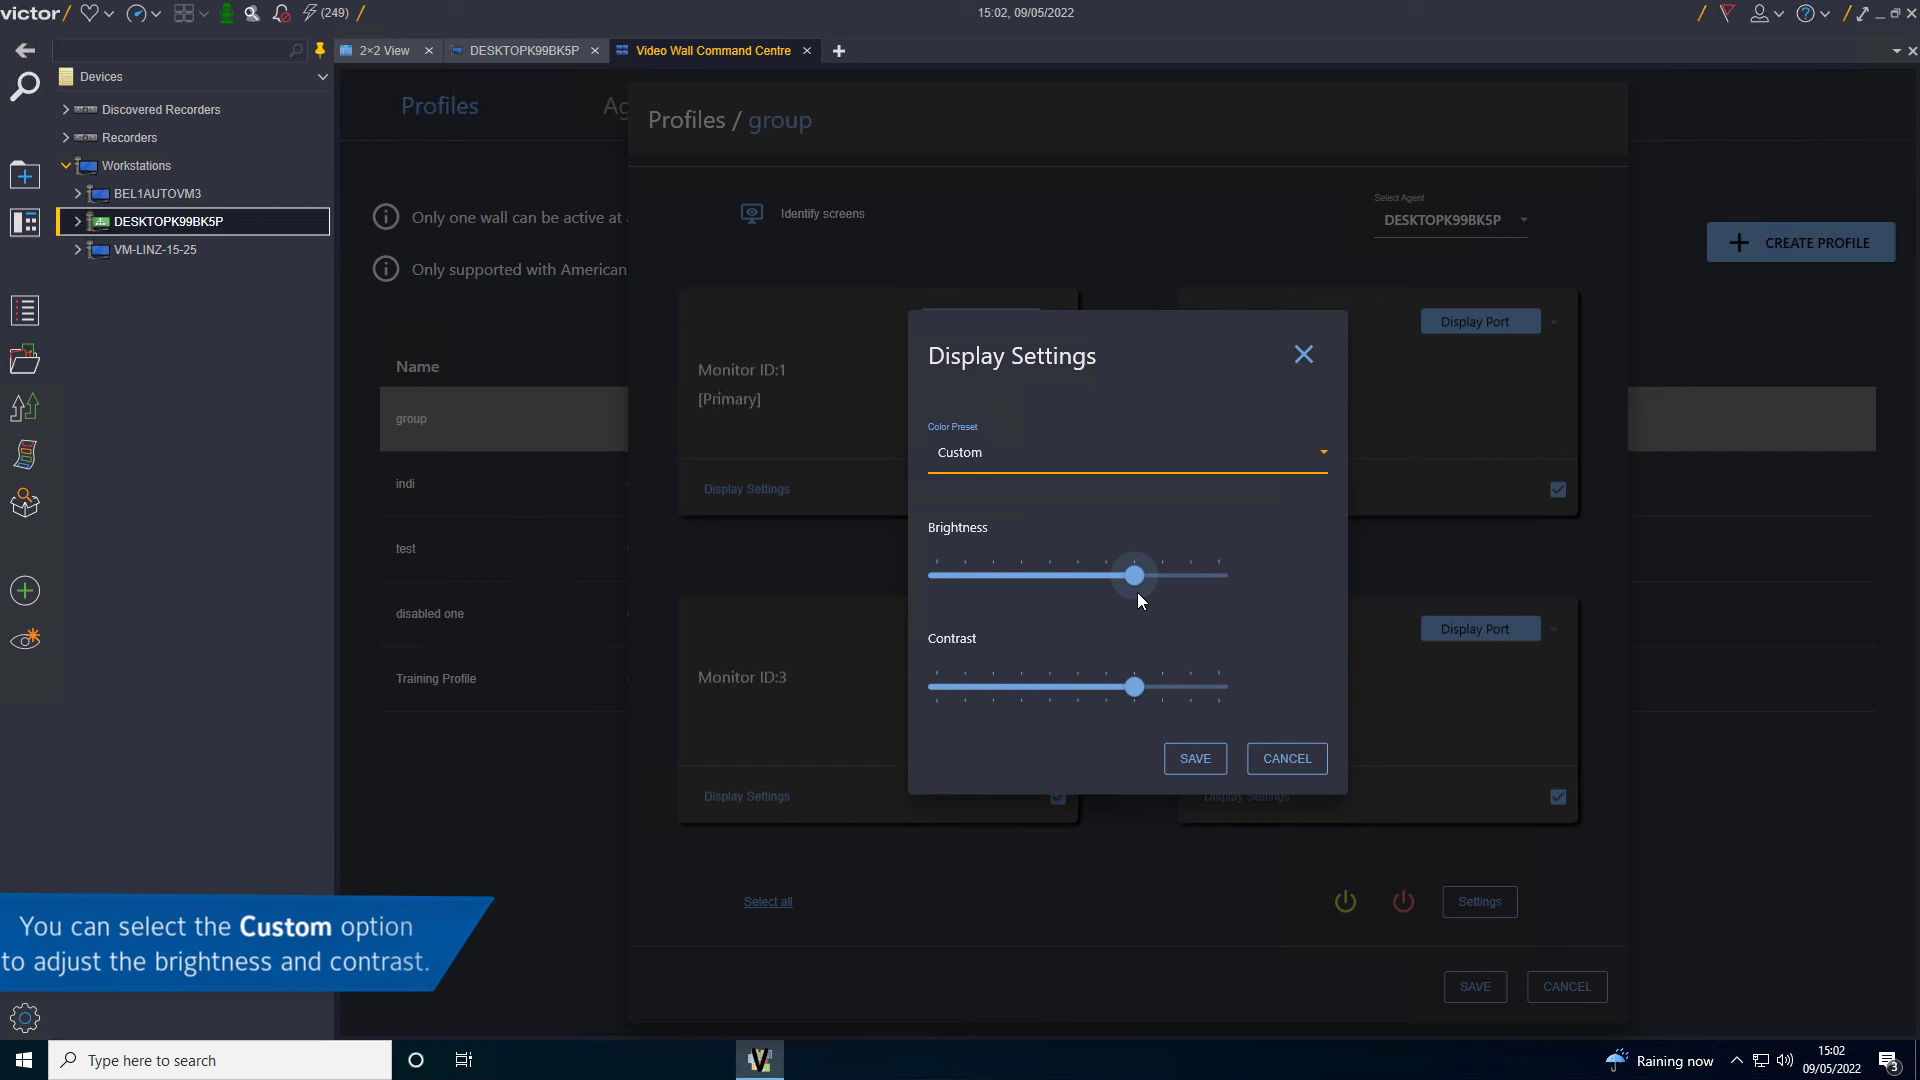 victor
(249)
15:02, 09/05/2022
2×2 View
DESKTOPK99BK5P
Video Wall Command Centre
Devices
Discovered Recorders
Recorders
Workstations
BEL1AUTOVM3
DESKTOPK99BK5P
VM-LINZ-15-25
Profiles
Profiles / group
Only one wall can be active at
Only supported with American
Identify screens
Select Agent
DESKTOPK99BK5P
CREATE PROFILE
Name
group
indi
test
disabled one
Training Profile
Monitor ID:1
[Primary]
Display Settings
Display Port
Monitor ID:3
Display Settings
Display Port
Display Settings
Display Settings
Color Preset
Custom
Brightness
Contrast
SAVE
CANCEL
Select all
Settings
SAVE
CANCEL
You can select the Custom option
to adjust the brightness and contrast.
Type here to search
Raining now
15:02
09/05/2022
3